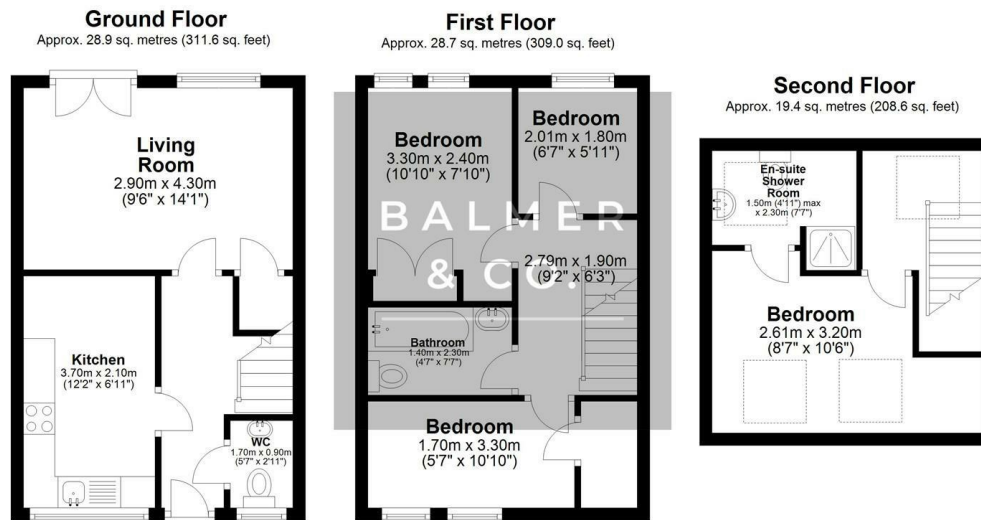 Ground Floor
Approx. 28.9 sq. metres (311.6 sq. feet)
Living
Room
2.90m x 4.30m
(9'6" x 14'1")
Kitchen
3.70m x 2.10m
(12'2" x 6'11")
WC
1.70m x 0.90m
(5'7" x 2'11")
First Floor
Approx. 28.7 sq. metres (309.0 sq. feet)
Bedroom
3.30m x 2.40m
(10'10" x 7'10")
Bedroom
2.01m x 1.80m
(6'7" x 5'11")
BALMER
& CO.
2.79m x 1.90m
(9'2" x 6'3")
Bathroom
1.40m x 2.30m
(4'7" x 7'7")
Bedroom
1.70m x 3.30m
(5'7" x 10'10")
Second Floor
Approx. 19.4 sq. metres (208.6 sq. feet)
En-suite
Shower
Room
1.50m (4'11") max
x 2.30m (7'7")
Bedroom
2.61m x 3.20m
(8'7" x 10'6")